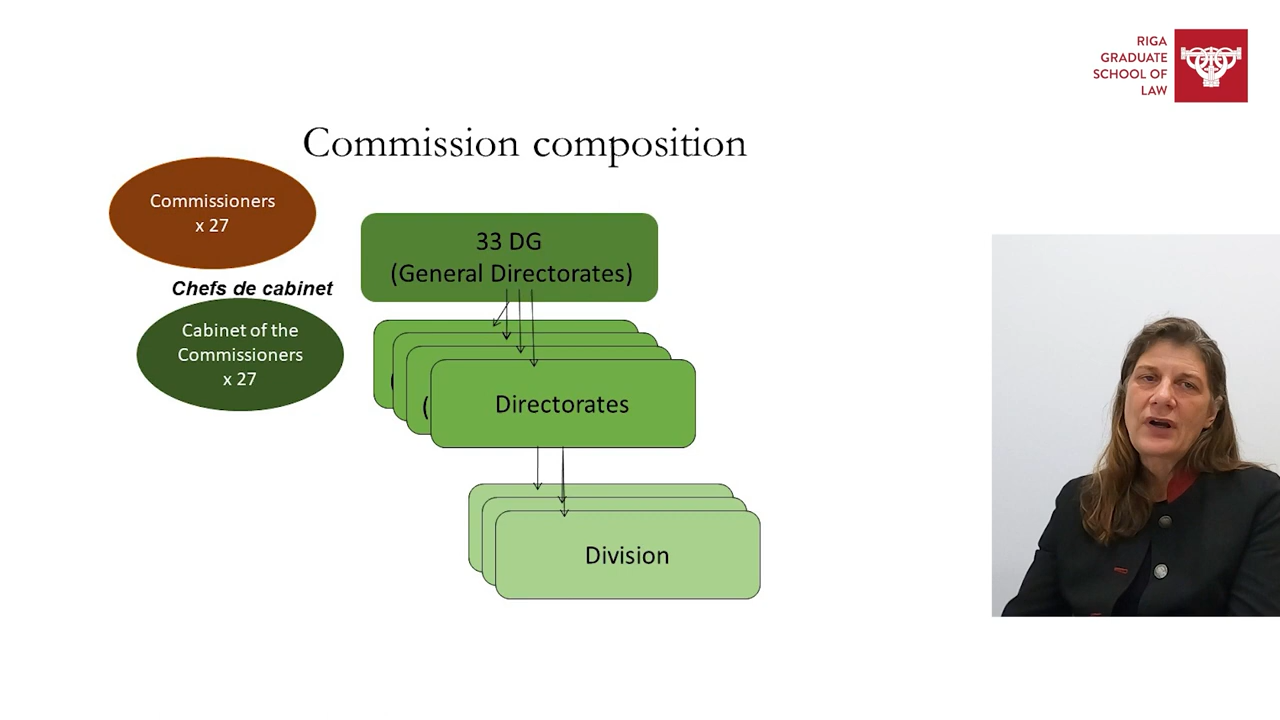 RIGA
GRADUATE
SCHOOL OF
LAW
Commission composition
Commissioners
x 27
Chefs de cabinet
Cabinet of the
Commissioners
x 27
33 DG
(General Directorates)
(
(
Directorates
Division